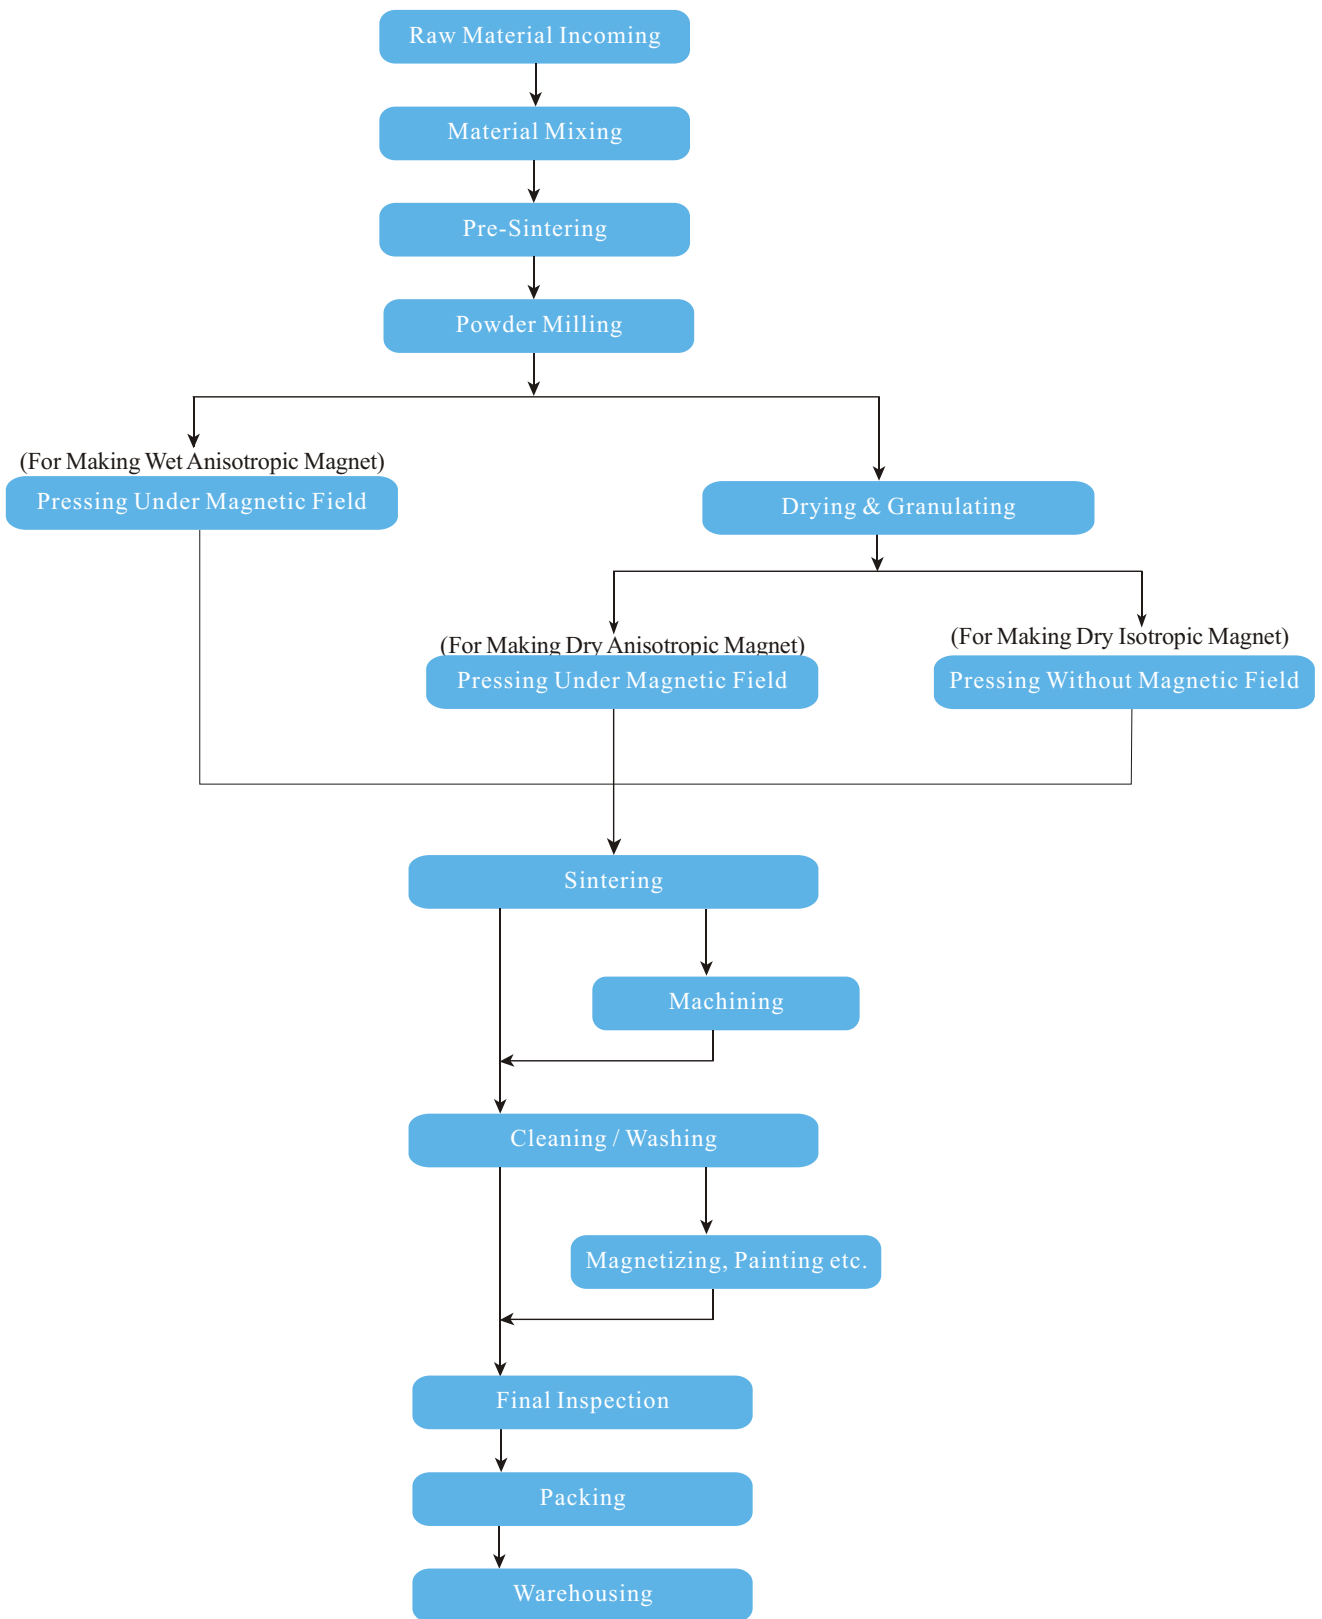 Raw Material Incoming
Material Mixing
Pre-Sintering
Powder Milling
(For Making Wet Anisotropic Magnet)
Pressing Under Magnetic Field
Drying & Granulating
(For Making Dry Anisotropic Magnet)
Pressing Under Magnetic Field
(For Making Dry Isotropic Magnet)
Pressing Without Magnetic Field
Sintering
Machining
Cleaning / Washing
Magnetizing, Painting etc.
Final Inspection
Packing
Warehousing